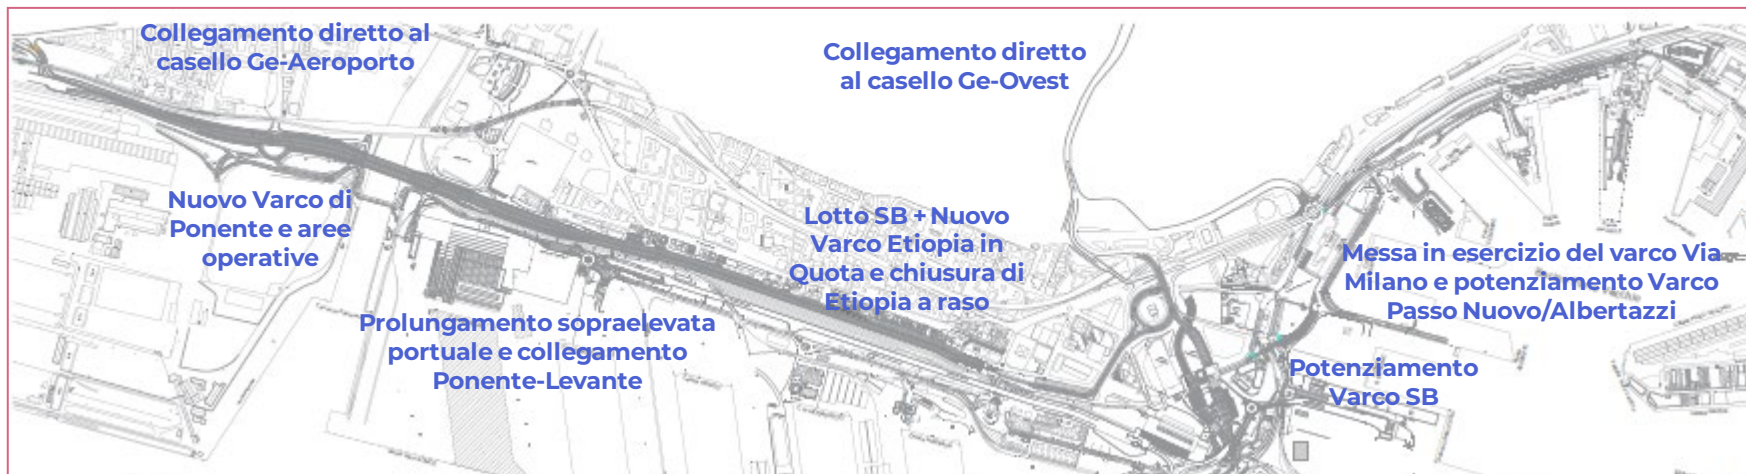 Collegamento diretto al
casello Ge-Aeroporto
Collegamento diretto
al casello Ge-Ovest
Nuovo Varco di
Ponente e aree
operative
Lotto SB + Nuovo
Varco Etiopia in
Quota e chiusura di
Etiopia a raso
Messa in esercizio del varco Via
Milano e potenziamento Varco
Passo Nuovo/Albertazzi
Prolungamento sopraelevata
portuale e collegamento
Ponente-Levante
Potenziamento
Varco SB